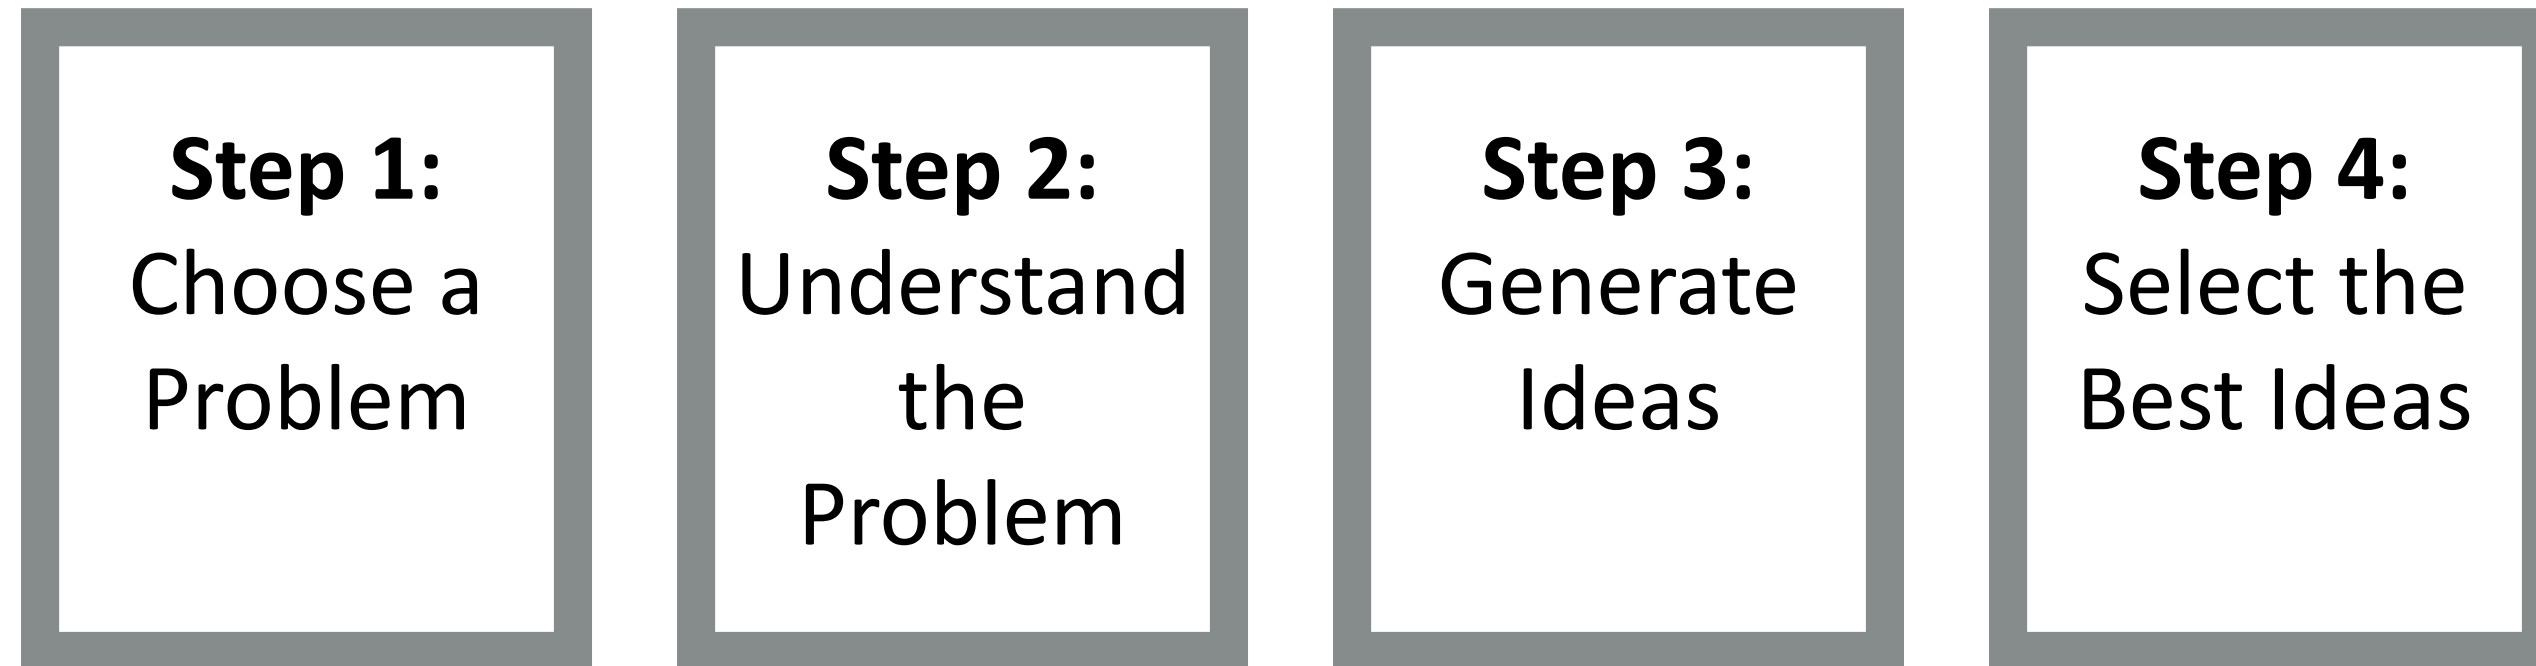 Step 1:
Choose a
Problem
Step 2:
Understand
the
Problem
Step 3:
Generate
Ideas
Step 4:
Select the
Best Ideas